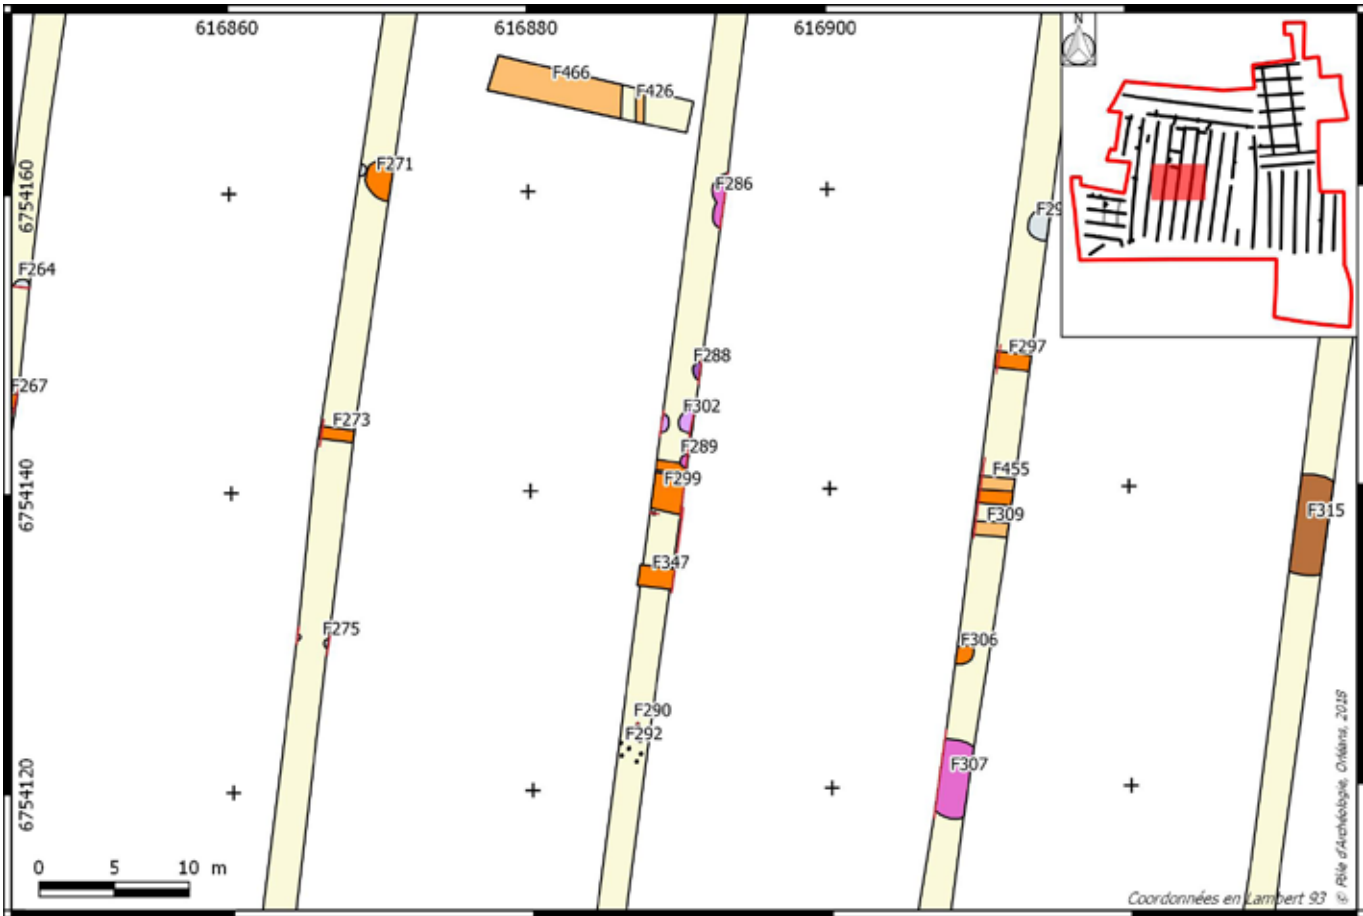 616860
616880
616900
N
F466
F426
F271
6754160
F286
F29
F264
F297
F288
F267
F302
F273
F289
F455
F299
6754140
F309
F315
F347
F275
F306
F290
F292
F307
6754120
0 5 10 m
Coordonnées en Lambert 93
© Pôle d'Archéologie, Orléans, 2018